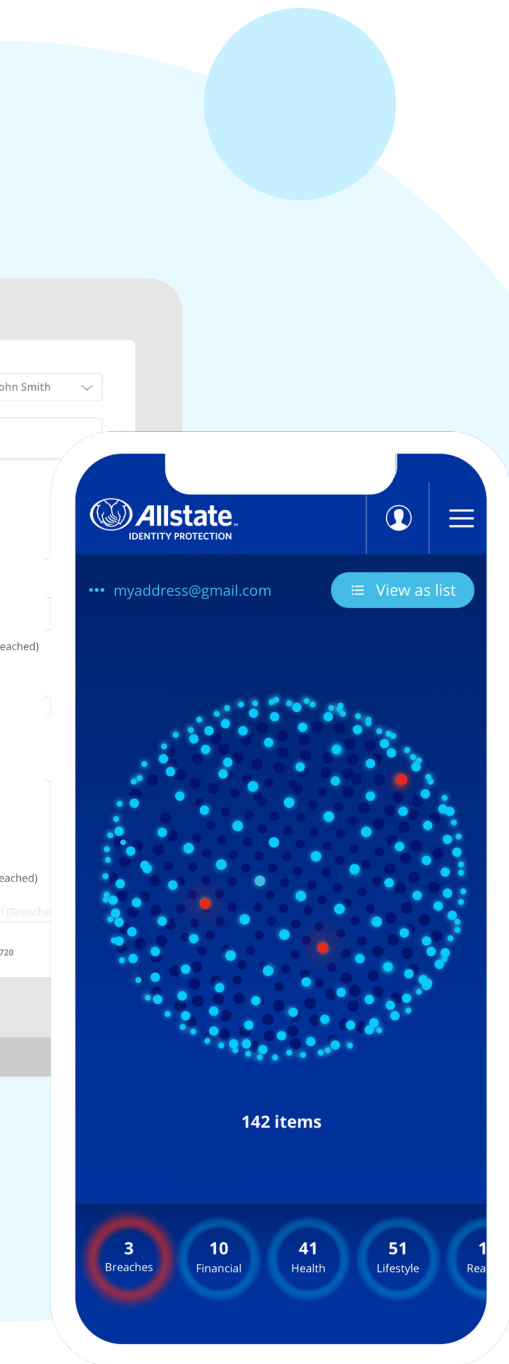 ohn Smith
eached)
eached)
720
Allstate
IDENTITY PROTECTION
••• myaddress@gmail.com
View as list
142 items
3
Breaches
10
Financial
41
Health
51
Lifestyle
1
Rea